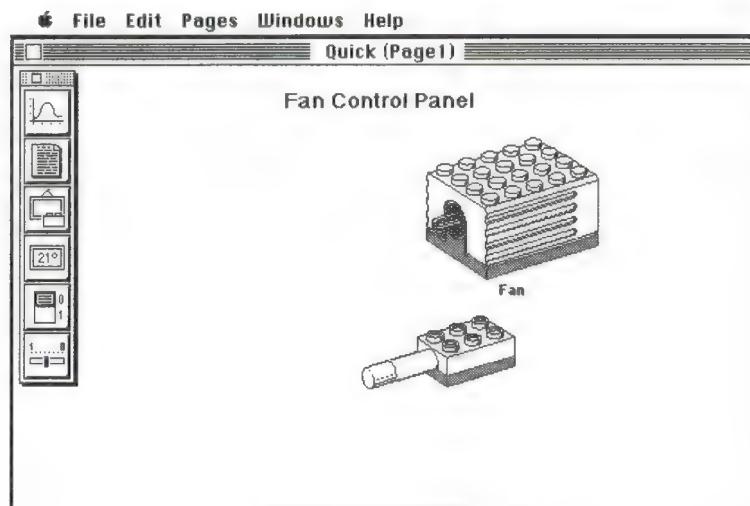 File Edit Pages Windows Help
Quick (Page1)
Fan Control Panel
21°
0
1
1 8
Fan